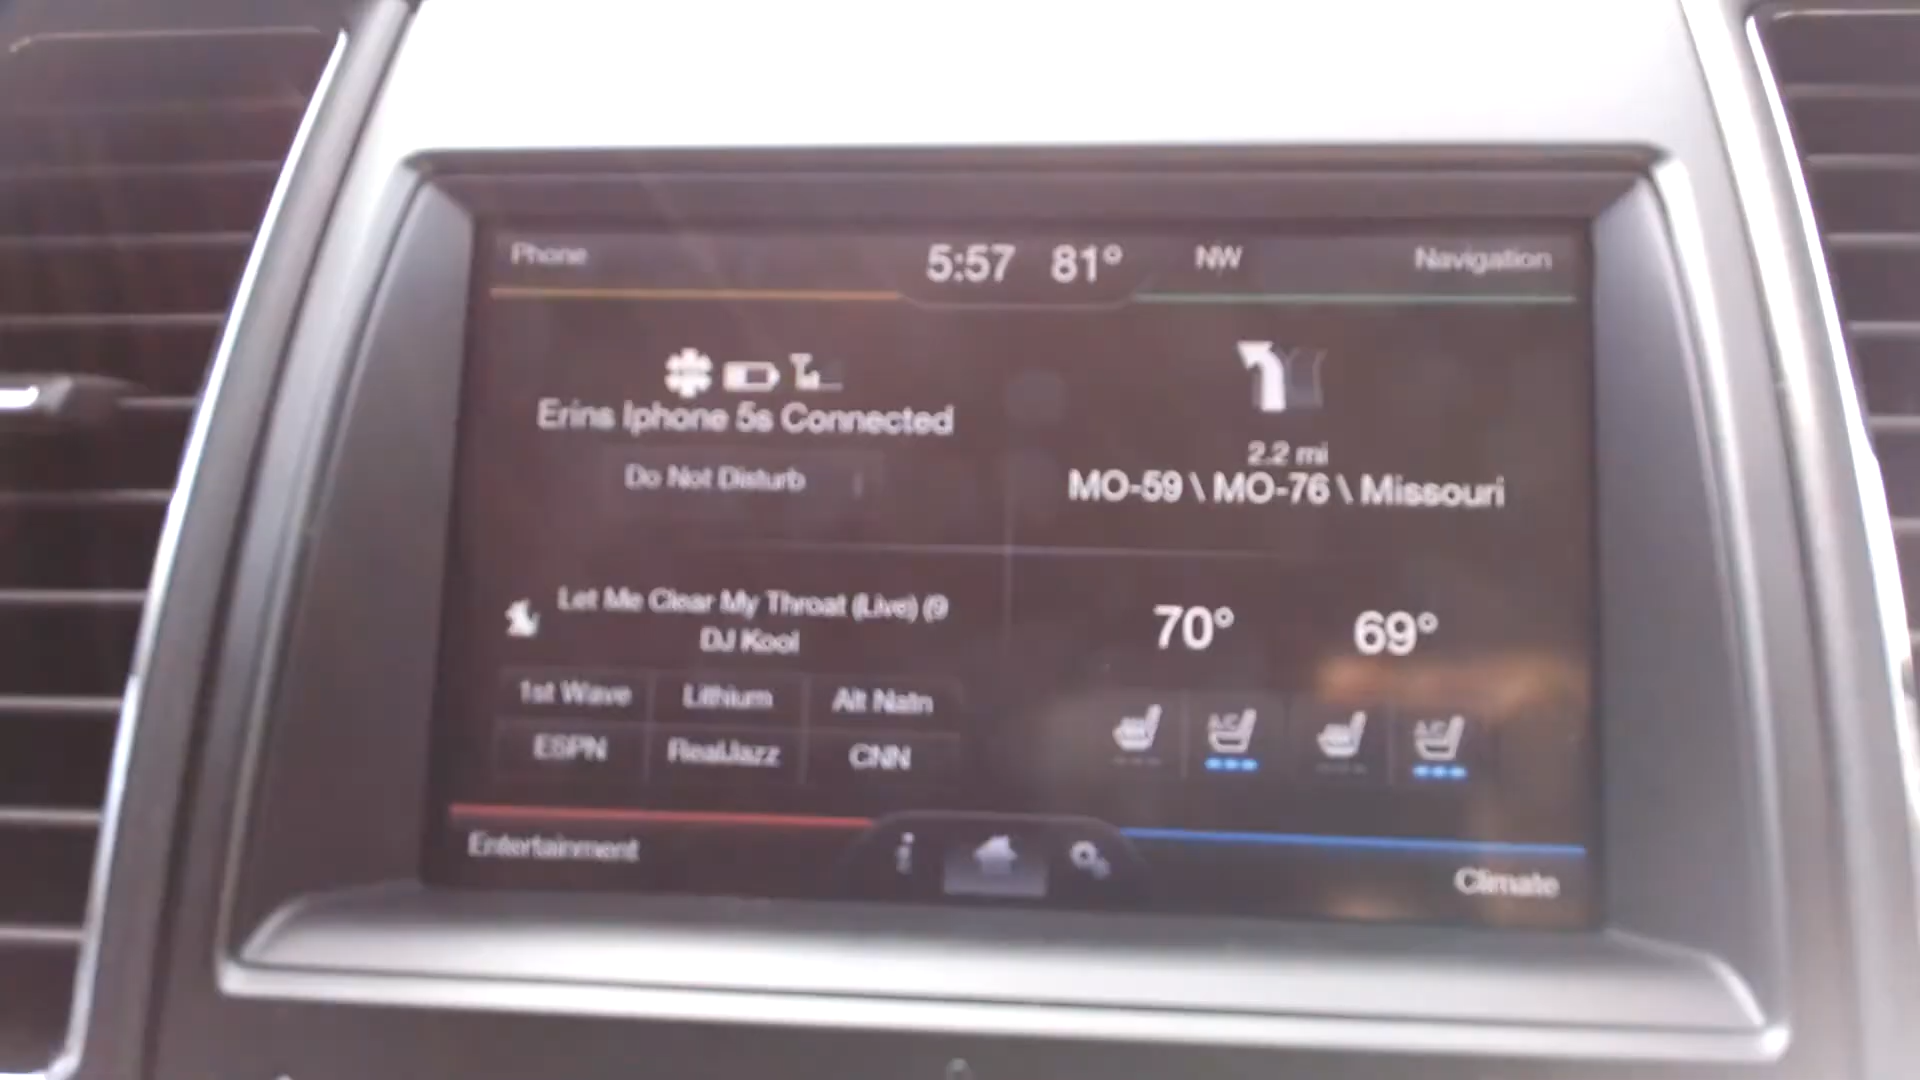 Phone
5:57 81° NW
Navigation
Erins Iphone 5s Connected
Do Not Disturb
2.2 mi
MO-59 \ MO-76 \ Missouri
Let Me Clear My Throat (Live) (9
DJ Kool
1st Wave Lithium Alt Natn
ESPN RealJazz CNN
70° 69°
A/C A/C
Entertainment
i
Climate